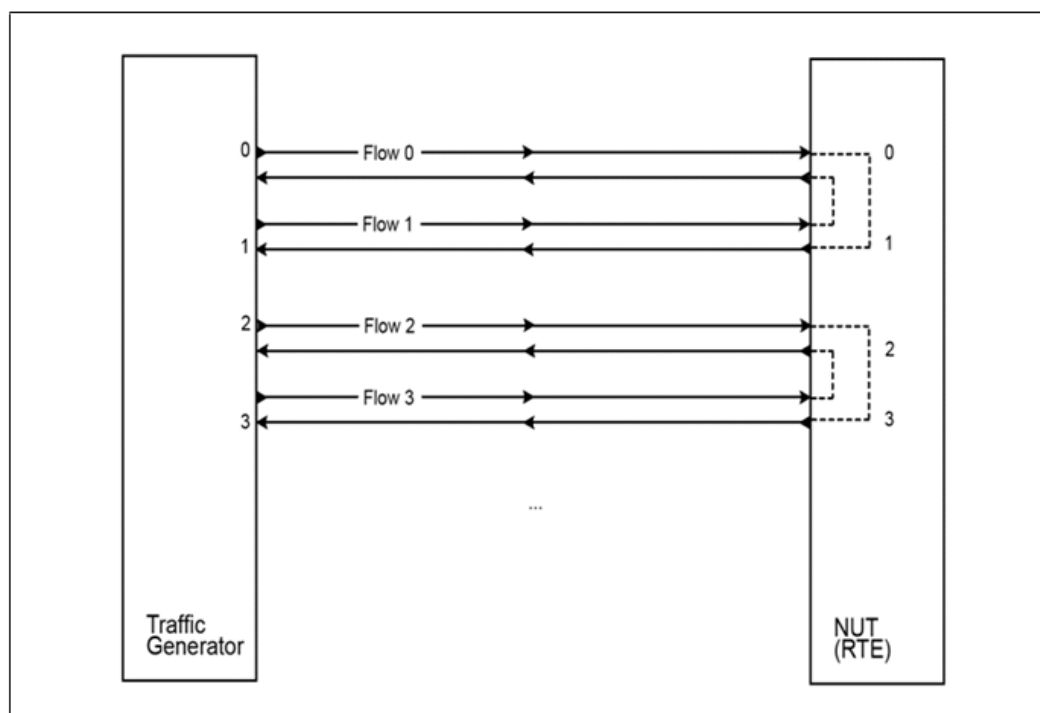 0
Flow 0
0
Flow 1
1
1
2
Flow 2
2
Flow 3
3
3
...
Traffic
Generator
NUT
(RTE)